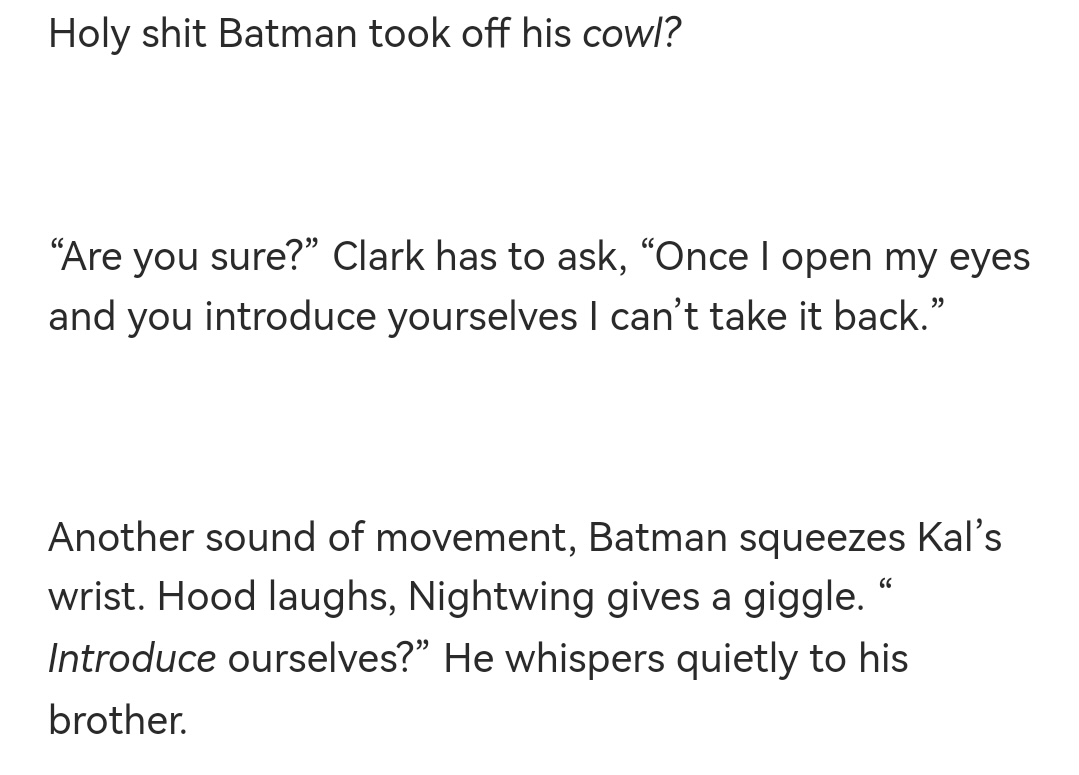 Holy shit Batman took off his cowl?
“Are you sure?” Clark has to ask, “Once I open my eyes
and you introduce yourselves I can’t take it back.”
Another sound of movement, Batman squeezes Kal’s
wrist. Hood laughs, Nightwing gives a giggle. “
Introduce ourselves?” He whispers quietly to his
brother.